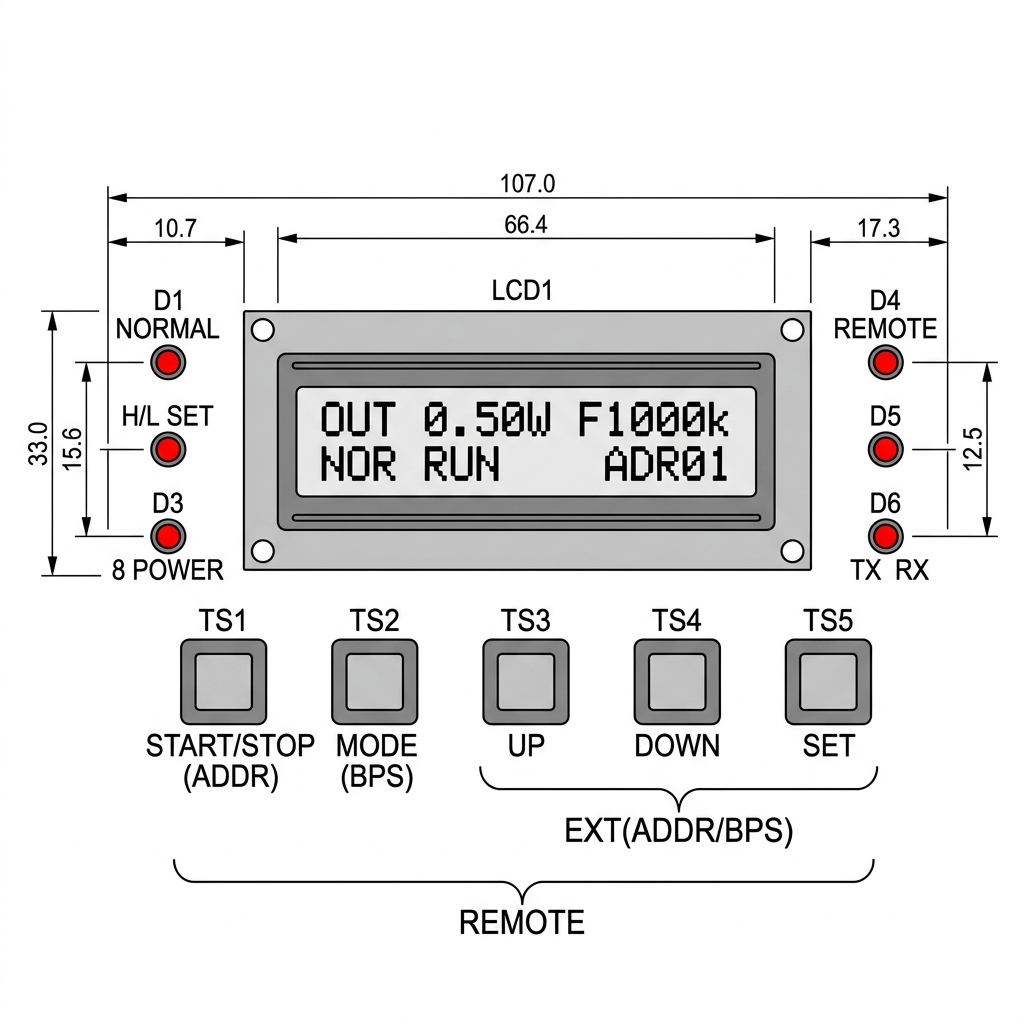 107.0
10.7
66.4
17.3
LCD1
D1
NORMAL
D4
REMOTE
H/L SET
D5
33.0
15.6
12.5
OUT 0.50W F1000k
NOR RUN ADR01
D3
8 POWER
D6
TX RX
TS1
TS2
TS3
TS4
TS5
START/STOP
(ADDR)
MODE
(BPS)
UP
DOWN
SET
EXT(ADDR/BPS)
REMOTE